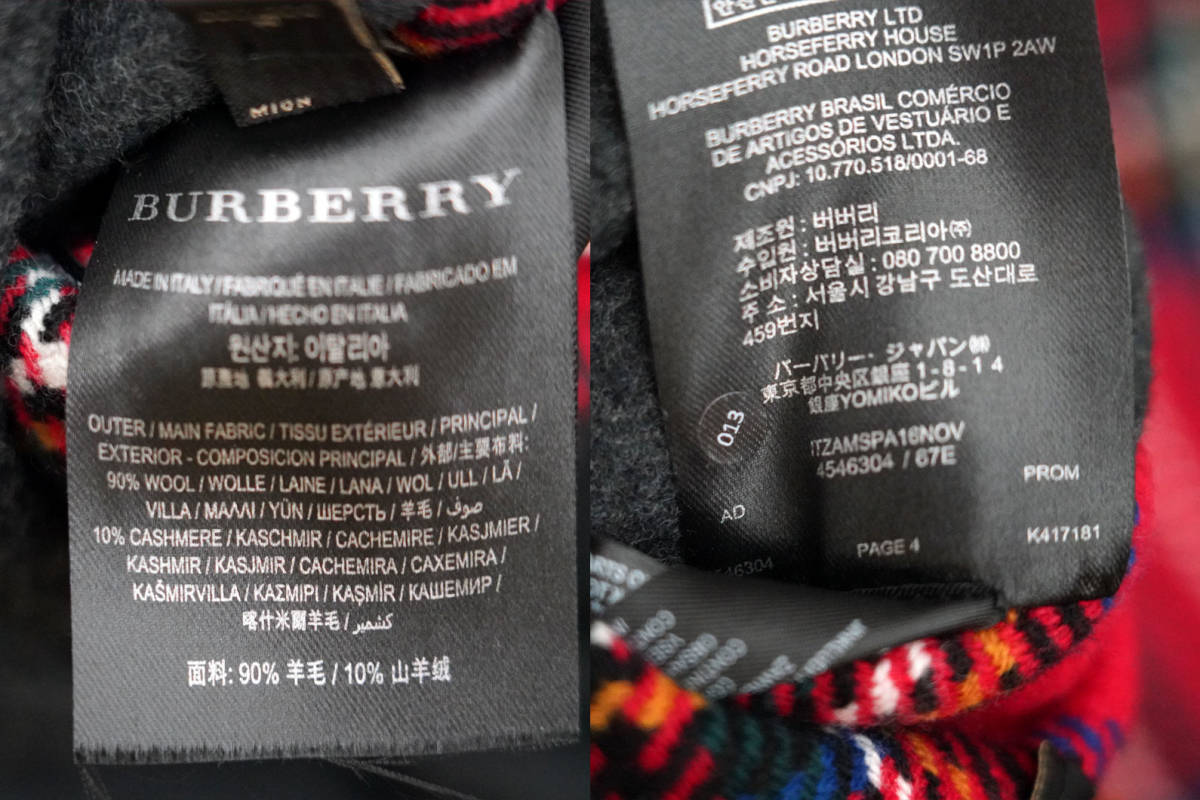 MION
BURBERRY
MADE IN ITALY / FABRIQUÉ EN ITALIE / FABRICADO EM
ITÁLIA / HECHO EN ITALIA
원산지: 이탈리아
原産地 義大利 / 原产地 意大利
OUTER / MAIN FABRIC / TISSU EXTÉRIEUR / PRINCIPAL /
EXTERIOR - COMPOSICION PRINCIPAL / 外部/主要布料:
90% WOOL / WOLLE / LAINE / LANA / WOL / ULL / LÃ /
VILLA / ΜΑΛΛΙ / YÜN / ШЕРСТЬ / 羊毛 / صوف /
10% CASHMERE / KASCHMIR / CACHEMIRE / KASJMIER /
KASHMIR / KASJMIR / CACHEMIRA / CAXEMIRA /
KAŠMIRVILLA / ΚΑΣΜΙΡΙ / KAŞMİR / КАШЕМИР /
喀什米爾羊毛 / كشمير
面料: 90% 羊毛 / 10% 山羊绒
BURBERRY LTD
HORSEFERRY HOUSE
HORSEFERRY ROAD LONDON SW1P 2AW
BURBERRY BRASIL COMÉRCIO
DE ARTIGOS DE VESTUÁRIO E
ACESSÓRIOS LTDA.
CNPJ: 10.770.518/0001-68
제조원 : 버버리
수입원 : 버버리코리아(주)
소비자상담실 : 080 700 8800
주 소 : 서울시 강남구 도산대로
459번지
バーバリー・ジャパン㈱
東京都中央区銀座 1-8-14
銀座YOMIKOビル
013
ITZAMSPA16NOV
4546304 / 67E
PROM
AD
PAGE 4
K417181
546304